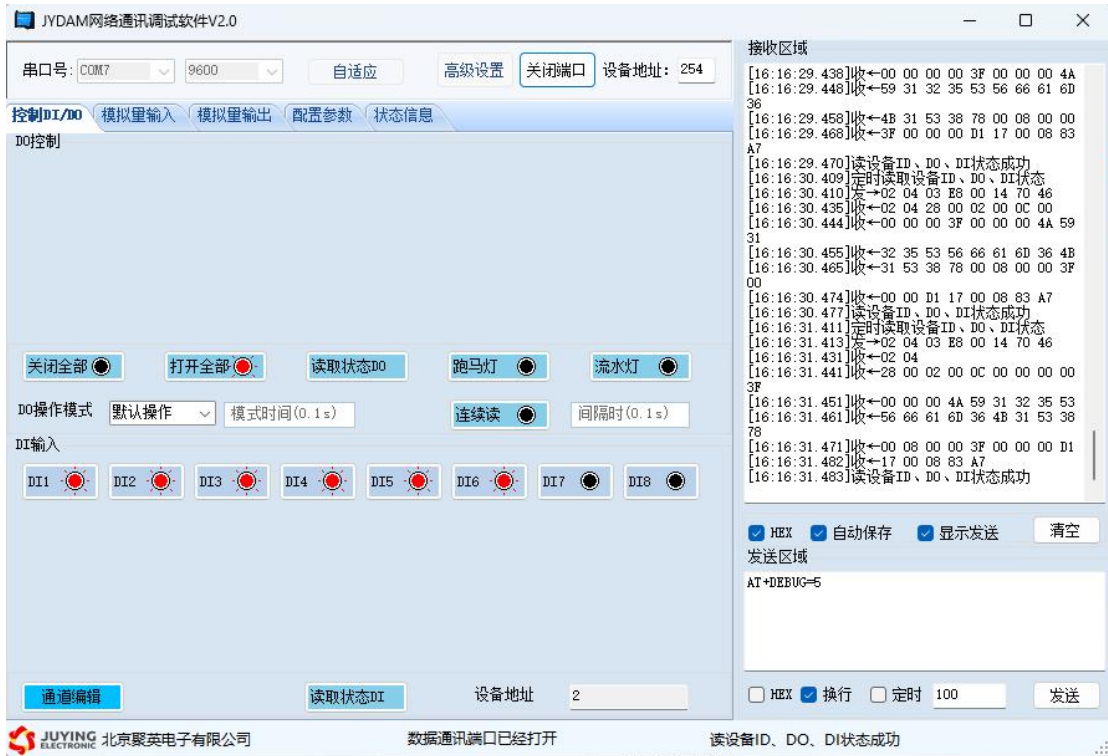 JYDAM网络通讯调试软件V2.0
串口号: COM7 9600 自适应 高级设置 关闭端口 设备地址: 254
控制DI/DO 模拟量输入 模拟量输出 配置参数 状态信息
DO控制
关闭全部 打开全部 读取状态DO 跑马灯 流水灯
DO操作模式 默认操作 模式时间(0.1s) 连续读 间隔时(0.1s)
DI输入
DI1 DI2 DI3 DI4 DI5 DI6 DI7 DI8
通道编辑 读取状态DI 设备地址 2
接收区域
[16:16:29.438]收←00 00 00 00 3F 00 00 00 4A
[16:16:29.448]收←59 31 32 35 53 56 66 61 6D
36
[16:16:29.458]收←4B 31 53 38 78 00 08 00 00
[16:16:29.468]收←3F 00 00 00 D1 17 00 08 83
A7
[16:16:29.470]读设备ID、DO、DI状态成功
[16:16:30.409]定时读取设备ID、DO、DI状态
[16:16:30.410]发→02 04 03 E8 00 14 70 46
[16:16:30.435]收←02 04 28 00 02 00 0C 00
[16:16:30.444]收←00 00 00 3F 00 00 00 4A 59
31
[16:16:30.455]收←32 35 53 56 66 61 6D 36 4B
[16:16:30.465]收←31 53 38 78 00 08 00 00 3F
00
[16:16:30.474]收←00 00 D1 17 00 08 83 A7
[16:16:30.477]读设备ID、DO、DI状态成功
[16:16:31.411]定时读取设备ID、DO、DI状态
[16:16:31.413]发→02 04 03 E8 00 14 70 46
[16:16:31.431]收←02 04
[16:16:31.441]收←28 00 02 00 0C 00 00 00 00
3F
[16:16:31.451]收←00 00 00 4A 59 31 32 35 53
[16:16:31.461]收←56 66 61 6D 36 4B 31 53 38
78
[16:16:31.471]收←00 08 00 00 3F 00 00 00 D1
[16:16:31.482]收←17 00 08 83 A7
[16:16:31.483]读设备ID、DO、DI状态成功
HEX 自动保存 显示发送 清空
发送区域
AT+DEBUG=5
HEX 换行 定时 100 发送
JUYING ELECTRONIC 北京聚英电子有限公司 数据通讯端口已经打开 读设备ID、DO、DI状态成功